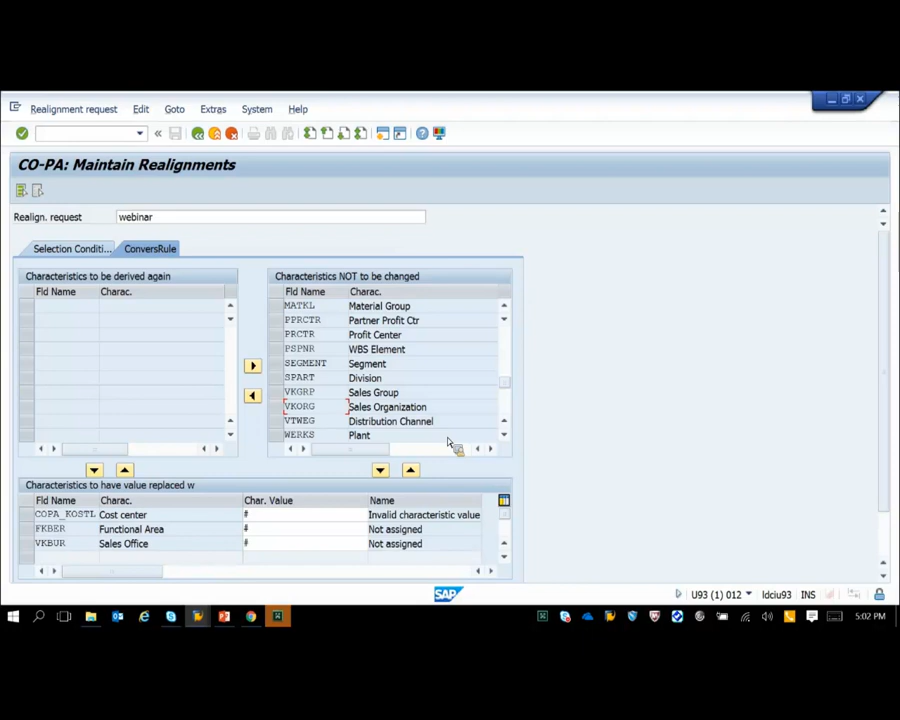 Realignment request Edit Goto Extras System Help
CO-PA: Maintain Realignments
Realign. request webinar
Selection Conditi... ConversRule
Characteristics to be derived again
Fld Name Charac.
Characteristics NOT to be changed
Fld Name Charac.
MATKL Material Group
PPRCTR Partner Profit Ctr
PRCTR Profit Center
PSPNR WBS Element
SEGMENT Segment
SPART Division
VKGRP Sales Group
VKORG Sales Organization
VTWEG Distribution Channel
WERKS Plant
Characteristics to have value replaced w
Fld Name Charac. Char. Value Name
COPA_KOSTL Cost center # Invalid characteristic value
FKBER Functional Area # Not assigned
VKBUR Sales Office # Not assigned
SAP U93 (1) 012 ldciu93 INS
5:02 PM